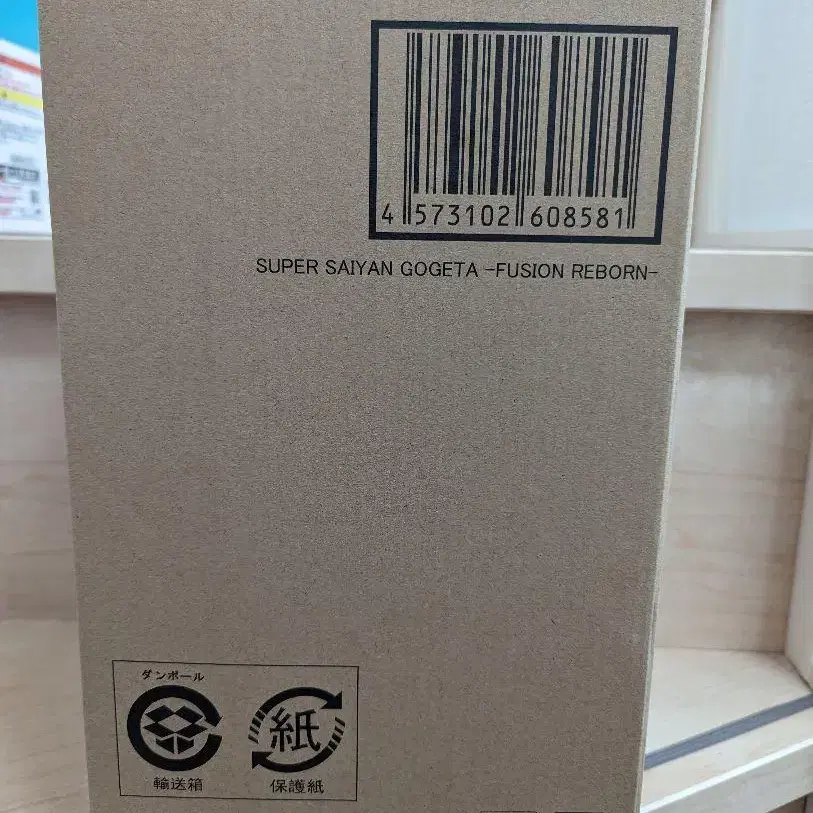 4 573102 608581
SUPER SAIYAN GOGETA -FUSION REBORN-
ダンボール
紙
輸送箱
保護紙